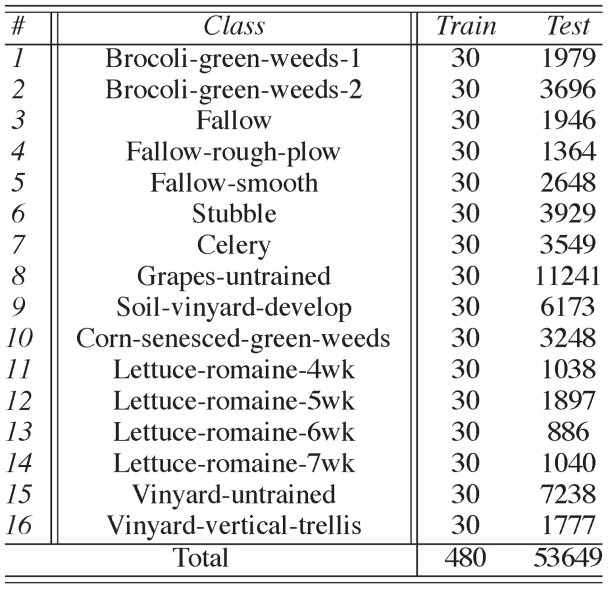 # Class Train Test
1 Brocoli-green-weeds-1 30 1979
2 Brocoli-green-weeds-2 30 3696
3 Fallow 30 1946
4 Fallow-rough-plow 30 1364
5 Fallow-smooth 30 2648
6 Stubble 30 3929
7 Celery 30 3549
8 Grapes-untrained 30 11241
9 Soil-vinyard-develop 30 6173
10 Corn-senesced-green-weeds 30 3248
11 Lettuce-romaine-4wk 30 1038
12 Lettuce-romaine-5wk 30 1897
13 Lettuce-romaine-6wk 30 886
14 Lettuce-romaine-7wk 30 1040
15 Vinyard-untrained 30 7238
16 Vinyard-vertical-trellis 30 1777
Total 480 53649